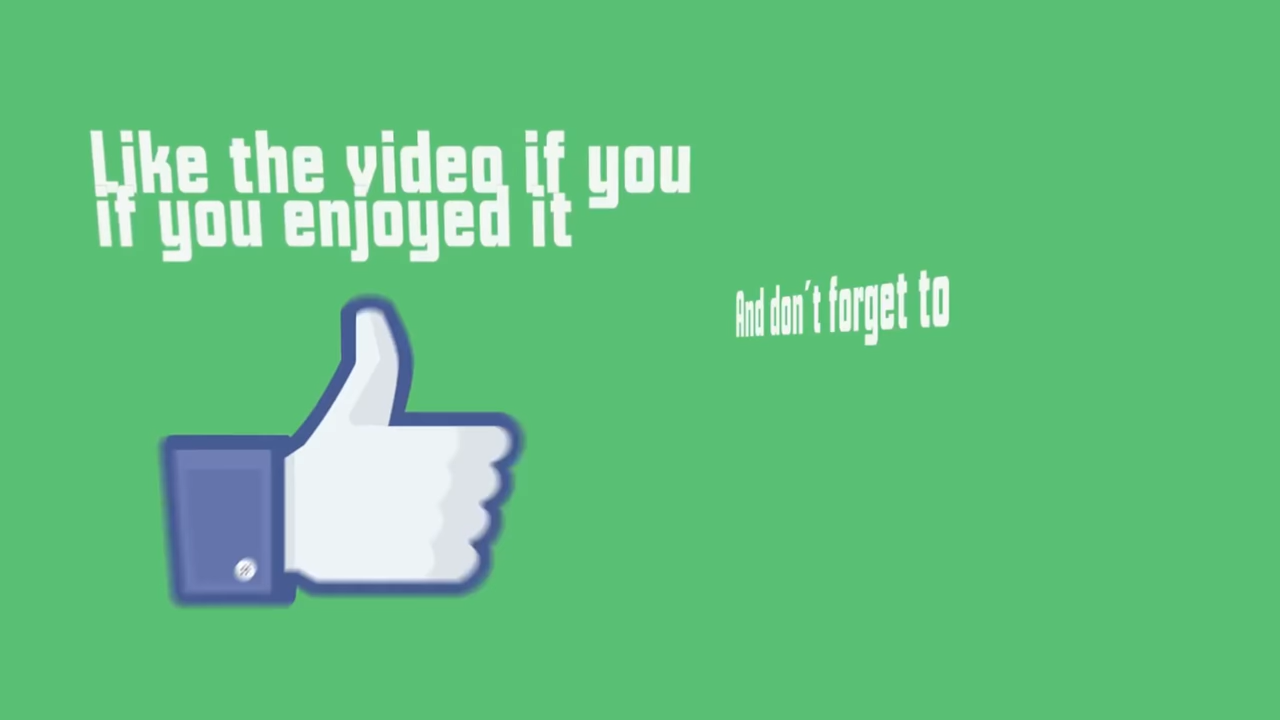 Like the video if you
if you enjoyed it
And don´t forget to